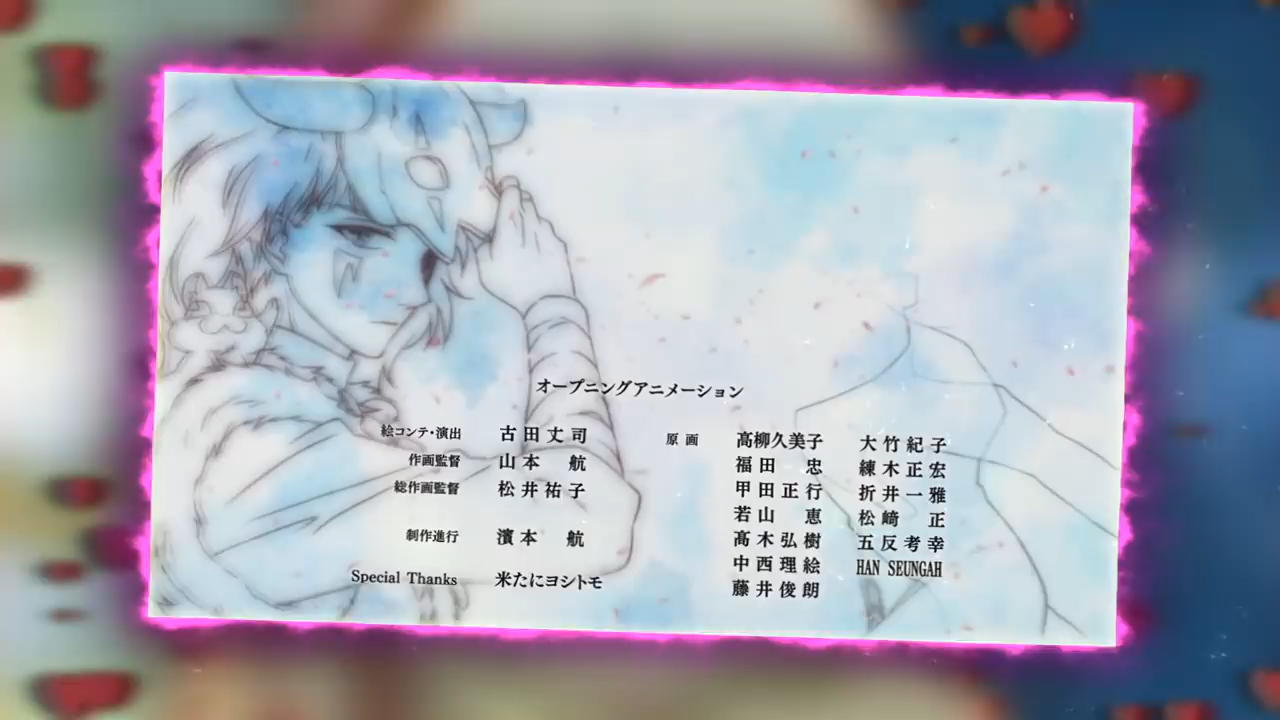 オープニングアニメーション
絵コンテ・演出 古田丈司
作画監督 山本 航
総作画監督 松井祐子
制作進行 濱本 航
Special Thanks 米たにヨシトモ
原画 高柳久美子 大竹紀子
福田 忠 練木正宏
甲田正行 折井一雅
若山 恵 松﨑 正
髙木弘樹 五反孝幸
中西理絵 HAN SEUNGAH
藤井俊朗